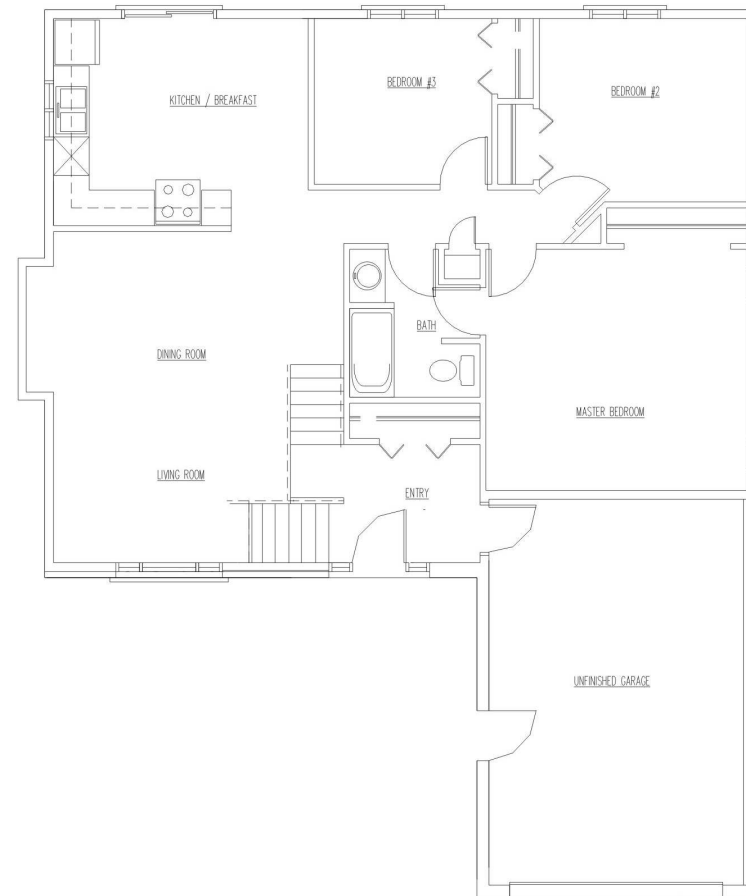 KITCHEN / BREAKFAST
BEDROOM #3
BEDROOM #2
DINING ROOM
BATH
MASTER BEDROOM
LIVING ROOM
ENTRY
UNFINISHED GARAGE